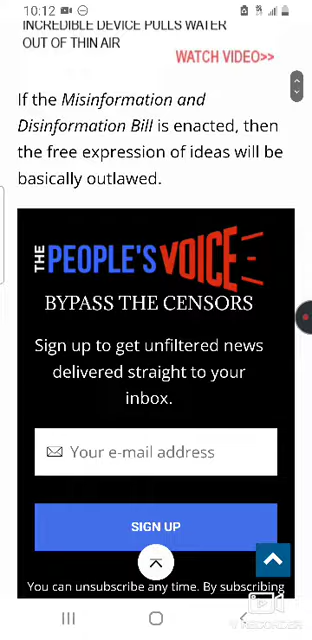 10:12
INCREDIBLE DEVICE PULLS WATER
OUT OF THIN AIR
WATCH VIDEO>>
If the Misinformation and
Disinformation Bill is enacted, then
the free expression of ideas will be
basically outlawed.
THE PEOPLE'S VOICE
BYPASS THE CENSORS
Sign up to get unfiltered news
delivered straight to your
inbox.
Your e-mail address
SIGN UP
You can unsubscribe any time. By subscribing
RECORDER